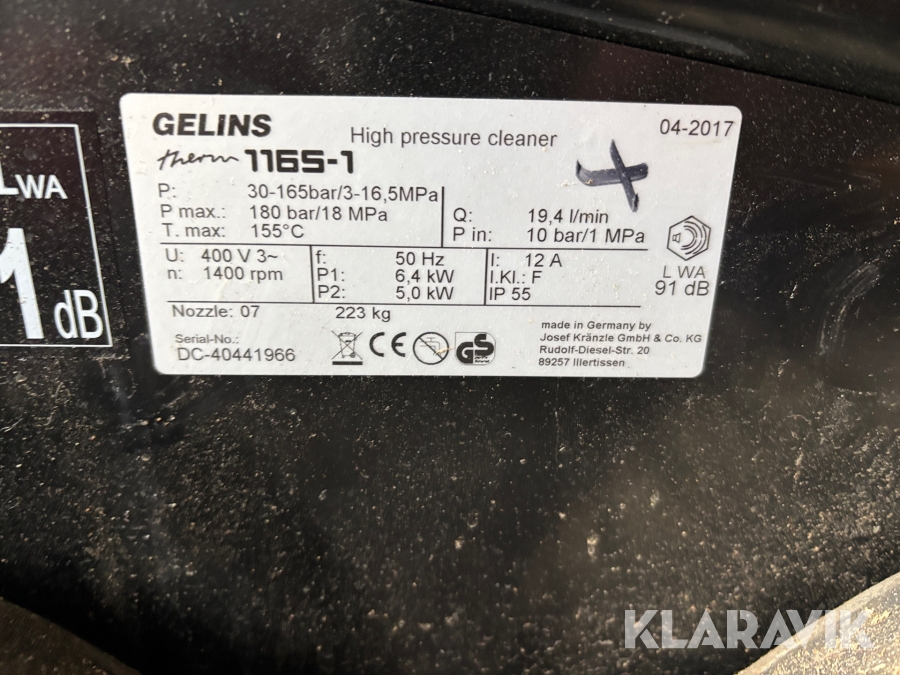 GELINS
High pressure cleaner
04-2017
therm 1165-1
P: 30-165bar/3-16,5MPa
P max.: 180 bar/18 MPa
T. max.: 155°C
Q: 19,4 l/min
P in: 10 bar/1 MPa
U: 400 V 3~
n: 1400 rpm
f: 50 Hz
P1: 6,4 kW
P2: 5,0 kW
I: 12 A
I.Kl.: F
IP 55
L WA
91 dB
Nozzle: 07 223 kg
Serial-No.:
DC-40441966
CE
GS
made in Germany by
Josef Kränzle GmbH & Co. KG
Rudolf-Diesel-Str. 20
89257 Illertissen
LWA
1 dB
KLARAVIK